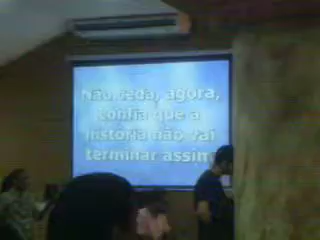 Não ceda, agora,
confia que a
história não vai
terminar assim